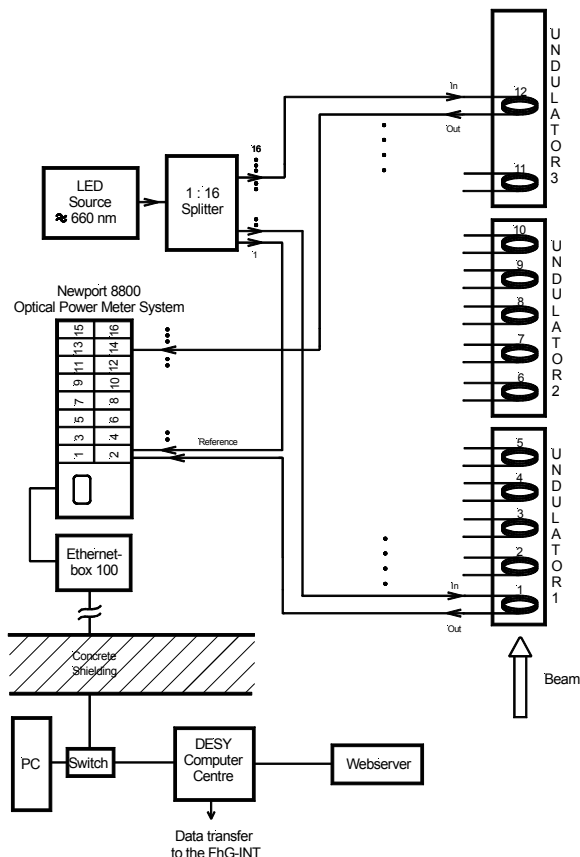 UNDULATOR3
12
In
Out
11
16
LED
Source
≈ 660 nm
1 : 16
Splitter
1
10
9
8
7
6
UNDULATOR2
Newport 8800
Optical Power Meter System
15 16
13 14
11 12
9 10
7 8
5 6
3 4
1 2
Reference
5
4
3
2
1
UNDULATOR1
In
Out
Ethernet-
box 100
Concrete
Shielding
Beam
PC
Switch
DESY
Computer
Centre
Webserver
Data transfer
to the FhG-INT